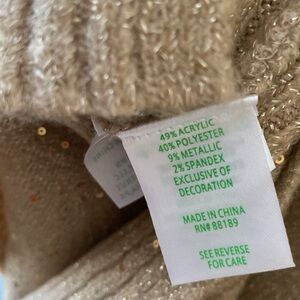 49% ACRYLIC
40% POLYESTER
9% METALLIC
2% SPANDEX
EXCLUSIVE OF
DECORATION
MADE IN CHINA
RN# 88189
SEE REVERSE
FOR CARE